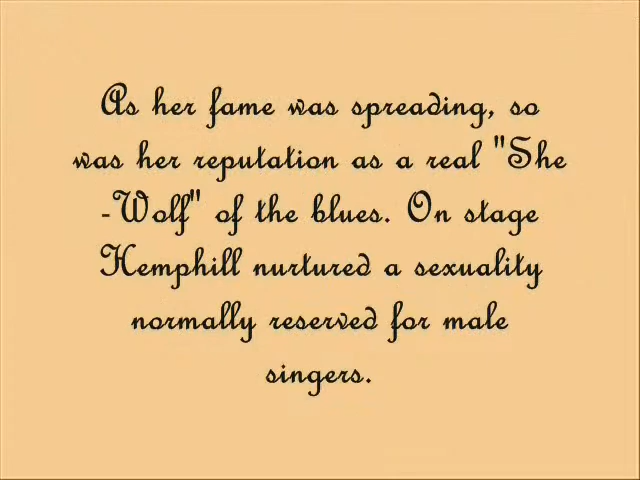 As her fame was spreading, so
was her reputation as a real "She
-Wolf" of the blues. On stage
Hemphill nurtured a sexuality
normally reserved for male
singers.